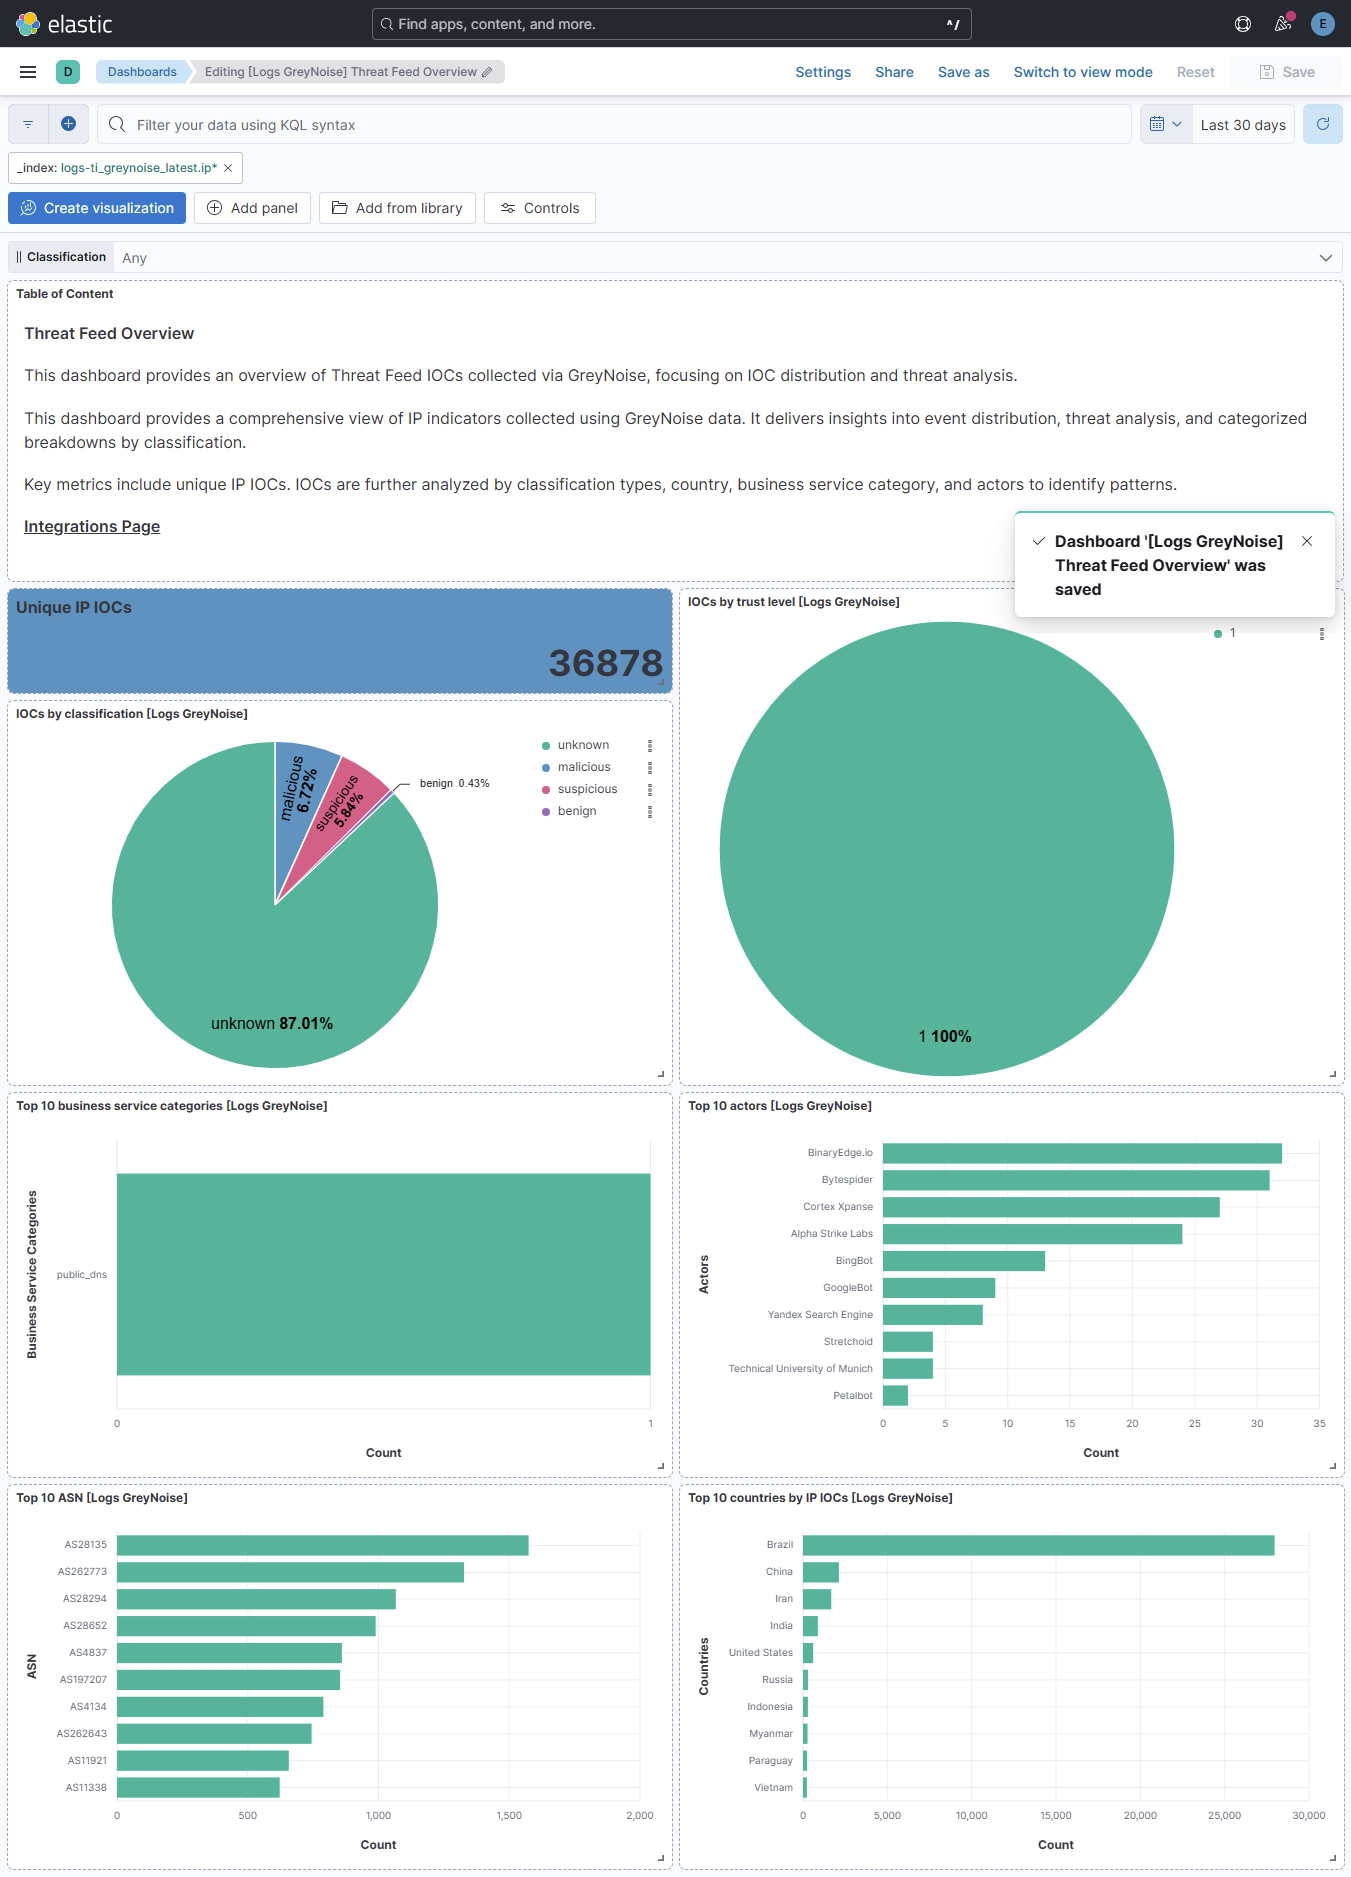 elastic
Find apps, content, and more.
^/
E
D
Dashboards
Editing [Logs GreyNoise] Threat Feed Overview
Settings
Share
Save as
Switch to view mode
Reset
Save
Filter your data using KQL syntax
Last 30 days
_index: logs-ti_greynoise_latest.ip*
Create visualization
Add panel
Add from library
Controls
Classification
Any
Table of Content
Threat Feed Overview
This dashboard provides an overview of Threat Feed IOCs collected via GreyNoise, focusing on IOC distribution and threat analysis.
This dashboard provides a comprehensive view of IP indicators collected using GreyNoise data. It delivers insights into event distribution, threat analysis, and categorized
breakdowns by classification.
Key metrics include unique IP IOCs. IOCs are further analyzed by classification types, country, business service category, and actors to identify patterns.
Integrations Page
Dashboard '[Logs GreyNoise]
Threat Feed Overview' was
saved
Unique IP IOCs
36878
IOCs by trust level [Logs GreyNoise]
1
1 100%
IOCs by classification [Logs GreyNoise]
malicious
6.72%
suspicious
5.84%
benign 0.43%
unknown 87.01%
unknown
malicious
suspicious
benign
Top 10 business service categories [Logs GreyNoise]
Business Service Categories
public_dns
0
1
Count
Top 10 actors [Logs GreyNoise]
Actors
BinaryEdge.io
Bytespider
Cortex Xpanse
Alpha Strike Labs
BingBot
GoogleBot
Yandex Search Engine
Stretchoid
Technical University of Munich
Petalbot
0
5
10
15
20
25
30
35
Count
Top 10 ASN [Logs GreyNoise]
ASN
AS28135
AS262773
AS28294
AS28652
AS4837
AS197207
AS4134
AS262643
AS11921
AS11338
0
500
1,000
1,500
2,000
Count
Top 10 countries by IP IOCs [Logs GreyNoise]
Countries
Brazil
China
Iran
India
United States
Russia
Indonesia
Myanmar
Paraguay
Vietnam
0
5,000
10,000
15,000
20,000
25,000
30,000
Count